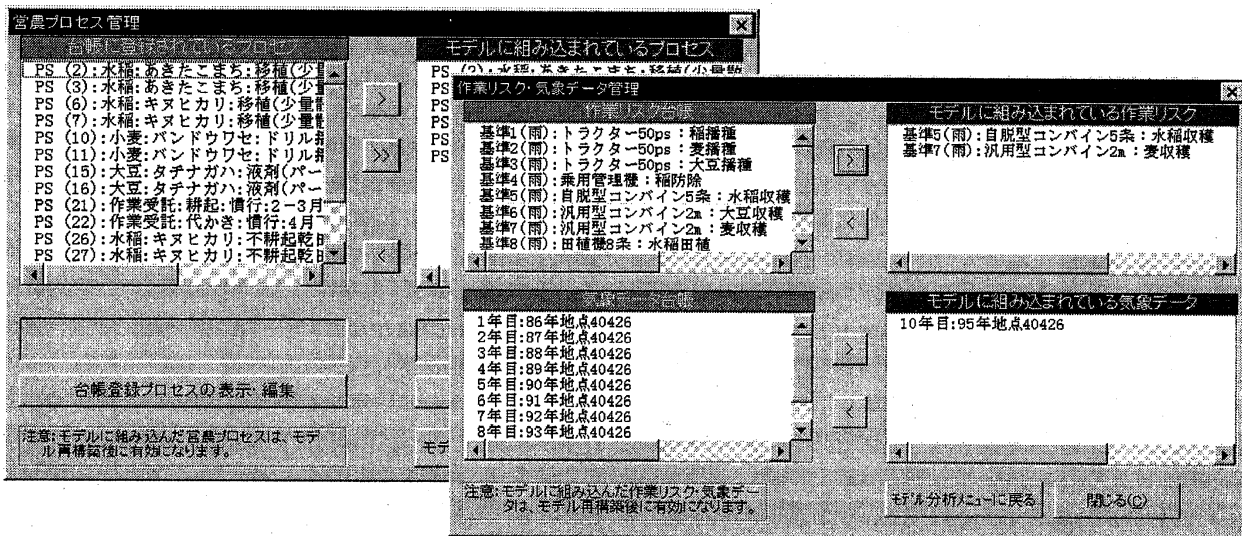 営農プロセス管理
台帳に登録されているプロセス
PS (2):水稲:あきたこまち:移植(少量
PS (3):水稲:あきたこまち:移植(少量
PS (6):水稲:キヌヒカリ:移植(少量
PS (7):水稲:キヌヒカリ:移植(少量
PS (10):小麦:バンドウワセ:ドリル
PS (11):小麦:バンドウワセ:ドリル
PS (15):大豆:タチナガハ:液剤(パー
PS (16):大豆:タチナガハ:液剤(パー
PS (21):作業受託:耕起:慣行:2-3月
PS (22):作業受託:代かき:慣行:4月
PS (26):水稲:キヌヒカリ:不耕起乾
PS (27):水稲:キヌヒカリ:不耕起乾
>
>>
<
台帳登録プロセスの表示・編集
注意:モデルに組み込んだ営農プロセスは、モデ
ル再構築後に有効になります。
モデルに組み込まれているプロセス
PS (2):水稲:あきたこまち:移植(少量
PS
PS
PS
PS
PS
モデ
作業リスク・気象データ管理
作業リスク台帳
基準1(雨):トラクター50ps:稲播種
基準2(雨):トラクター50ps:麦播種
基準3(雨):トラクター50ps:大豆播種
基準4(雨):乗用管理機:稲防除
基準5(雨):自脱型コンバイン5条:水稲収穫
基準6(雨):汎用型コンバイン2m:大豆収穫
基準7(雨):汎用型コンバイン2m:麦収穫
基準8(雨):田植機8条:水稲田植
>
<
モデルに組み込まれている作業リスク
基準5(雨):自脱型コンバイン5条:水稲収穫
基準7(雨):汎用型コンバイン2m:麦収穫
気象データ台帳
1年目:86年地点40426
2年目:87年地点40426
3年目:88年地点40426
4年目:89年地点40426
5年目:90年地点40426
6年目:91年地点40426
7年目:92年地点40426
8年目:93年地点40426
>
<
モデルに組み込まれている気象データ
10年目:95年地点40426
注意:モデルに組み込んだ作業リスク・気象デー
タは、モデル再構築後に有効になります。
モデル分析メニューに戻る
閉じる(C)